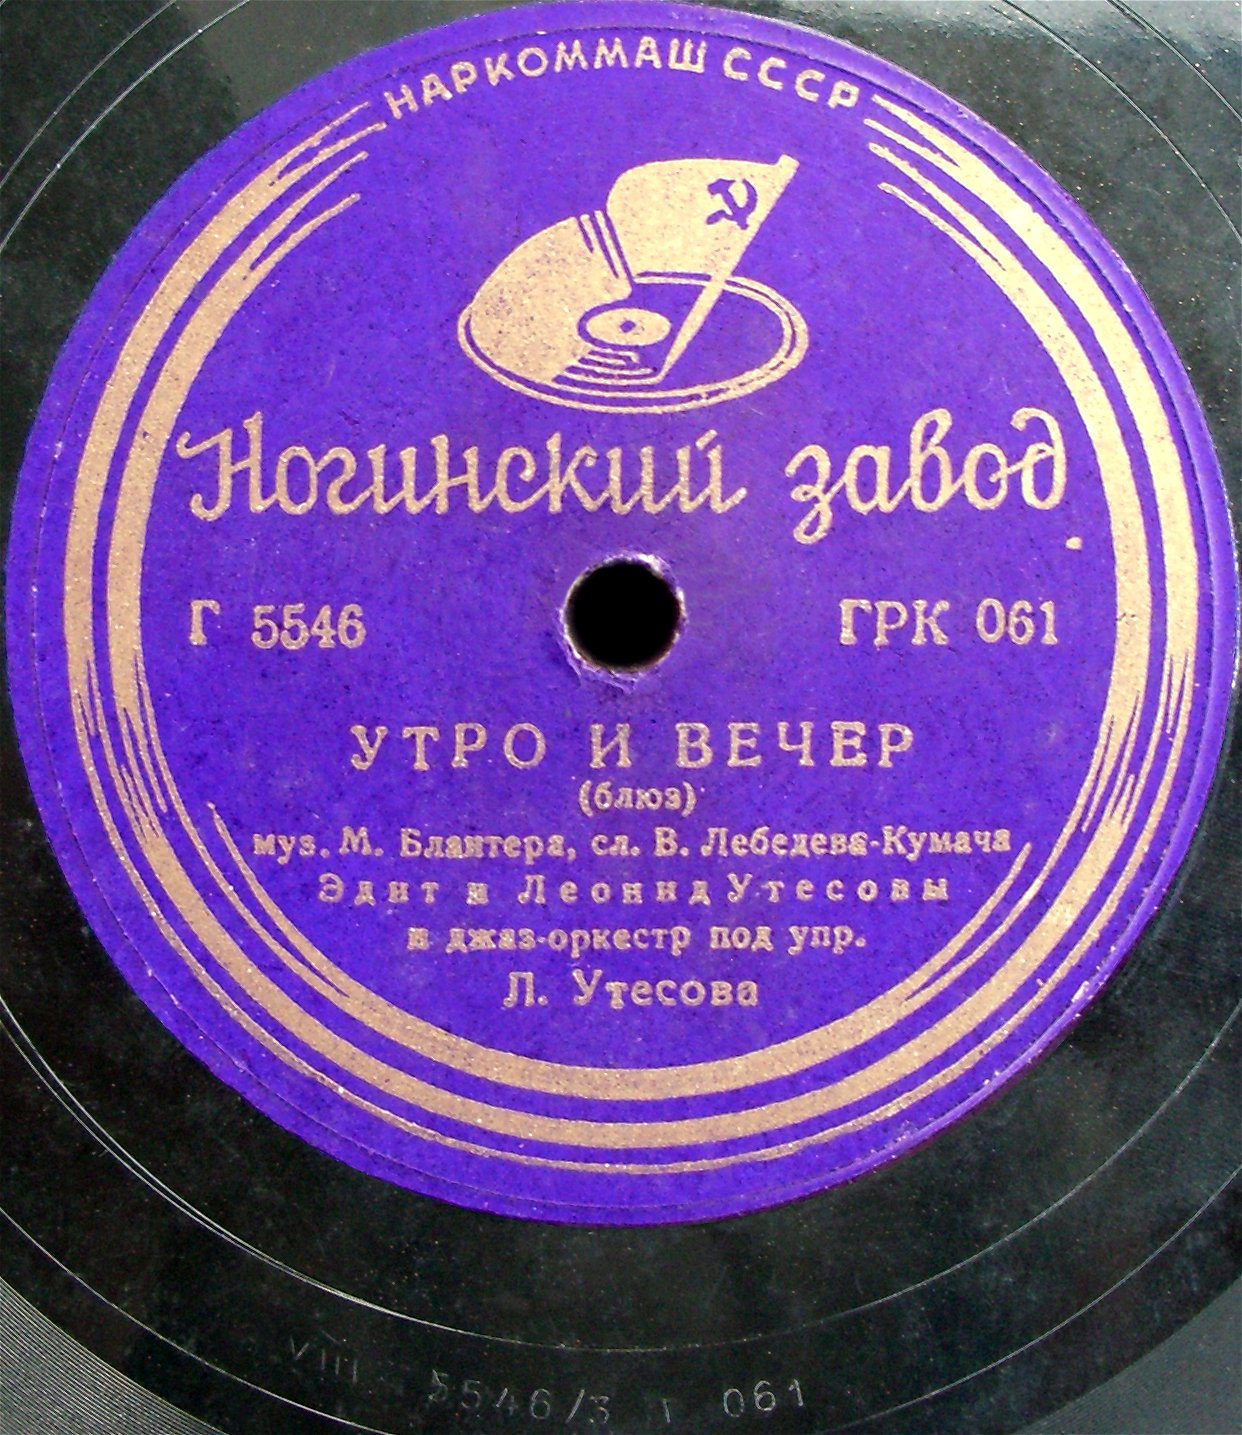 НАРКОММАШ СССР
Ногинский завод
Г 5546 ГРК 061
УТРО И ВЕЧЕР
(блюз)
муз. М. Блантера, сл. В. Лебедева-Кумача
Эдит и Леонид Утесовы
и джаз-оркестр под упр.
Л. Утесова
VIII 5546/3 г 061